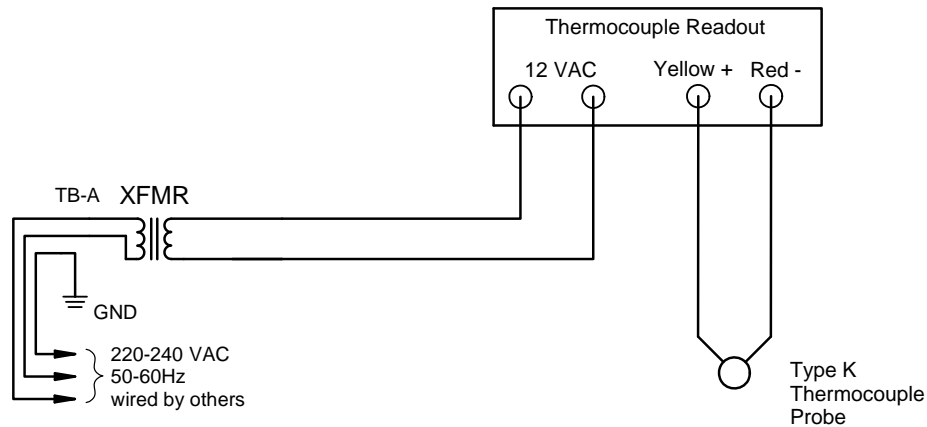 Thermocouple Readout
12 VAC
Yellow +
Red -
TB-A
XFMR
GND
220-240 VAC
50-60Hz
wired by others
Type K
Thermocouple
Probe